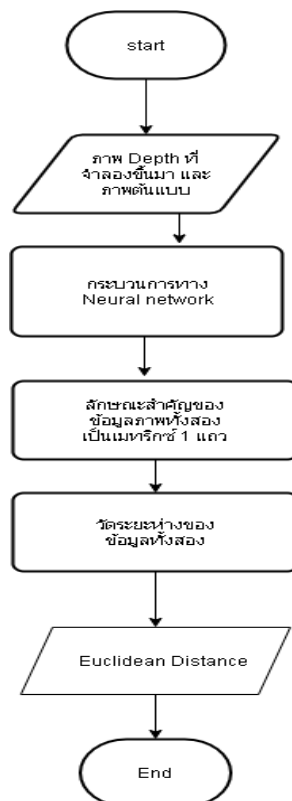 start
ภาพ Depth ที่
จำลองขึ้นมา และ
ภาพต้นแบบ
กระบวนการทาง
Neural network
ลักษณะสำคัญของ
ข้อมูลภาพทั้งสอง
เป็นเมทริกซ์ 1 แถว
วัดระยะห่างของ
ข้อมูลทั้งสอง
Euclidean Distance
End